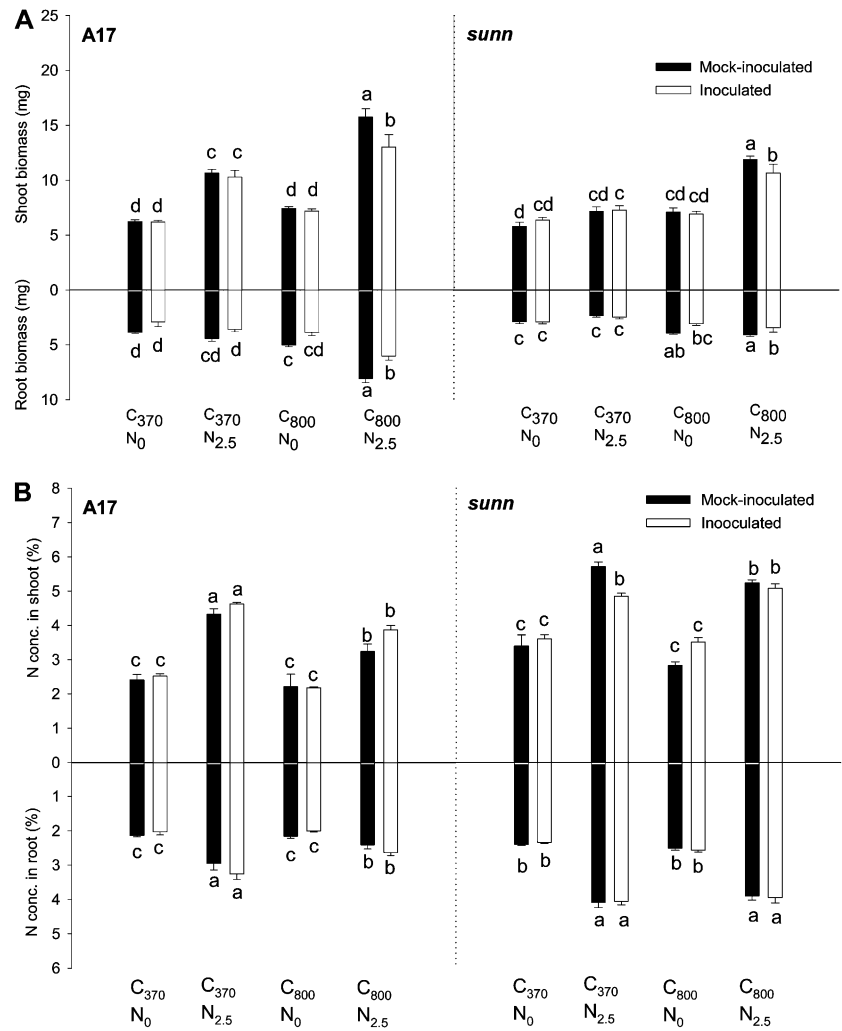 A
A17
sunn
Mock-inoculated
Inoculated
Shoot biomass (mg)
Root biomass (mg)
25
20
15
10
5
0
5
10
d d c c d d a b
d cd cd c cd cd a b
d d cd d c cd a b
c c c c ab bc a b
C370 C370 C800 C800 C370 C370 C800 C800
N0 N2.5 N0 N2.5 N0 N2.5 N0 N2.5
B
A17
sunn
Mock-inoculated
Inooculated
N conc. in shoot (%)
N conc. in root (%)
8
7
6
5
4
3
2
1
0
1
2
3
4
5
6
c c a a c c b b
c c a b c c b b
c c a a c c b b
b b a a b b a a
C370 C370 C800 C800 C370 C370 C800 C800
N0 N2.5 N0 N2.5 N0 N2.5 N0 N2.5